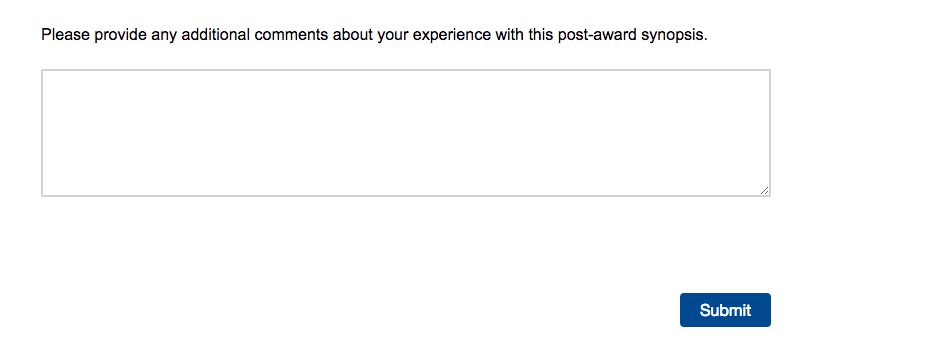 Please provide any additional comments about your experience with this post-award synopsis.
Submit